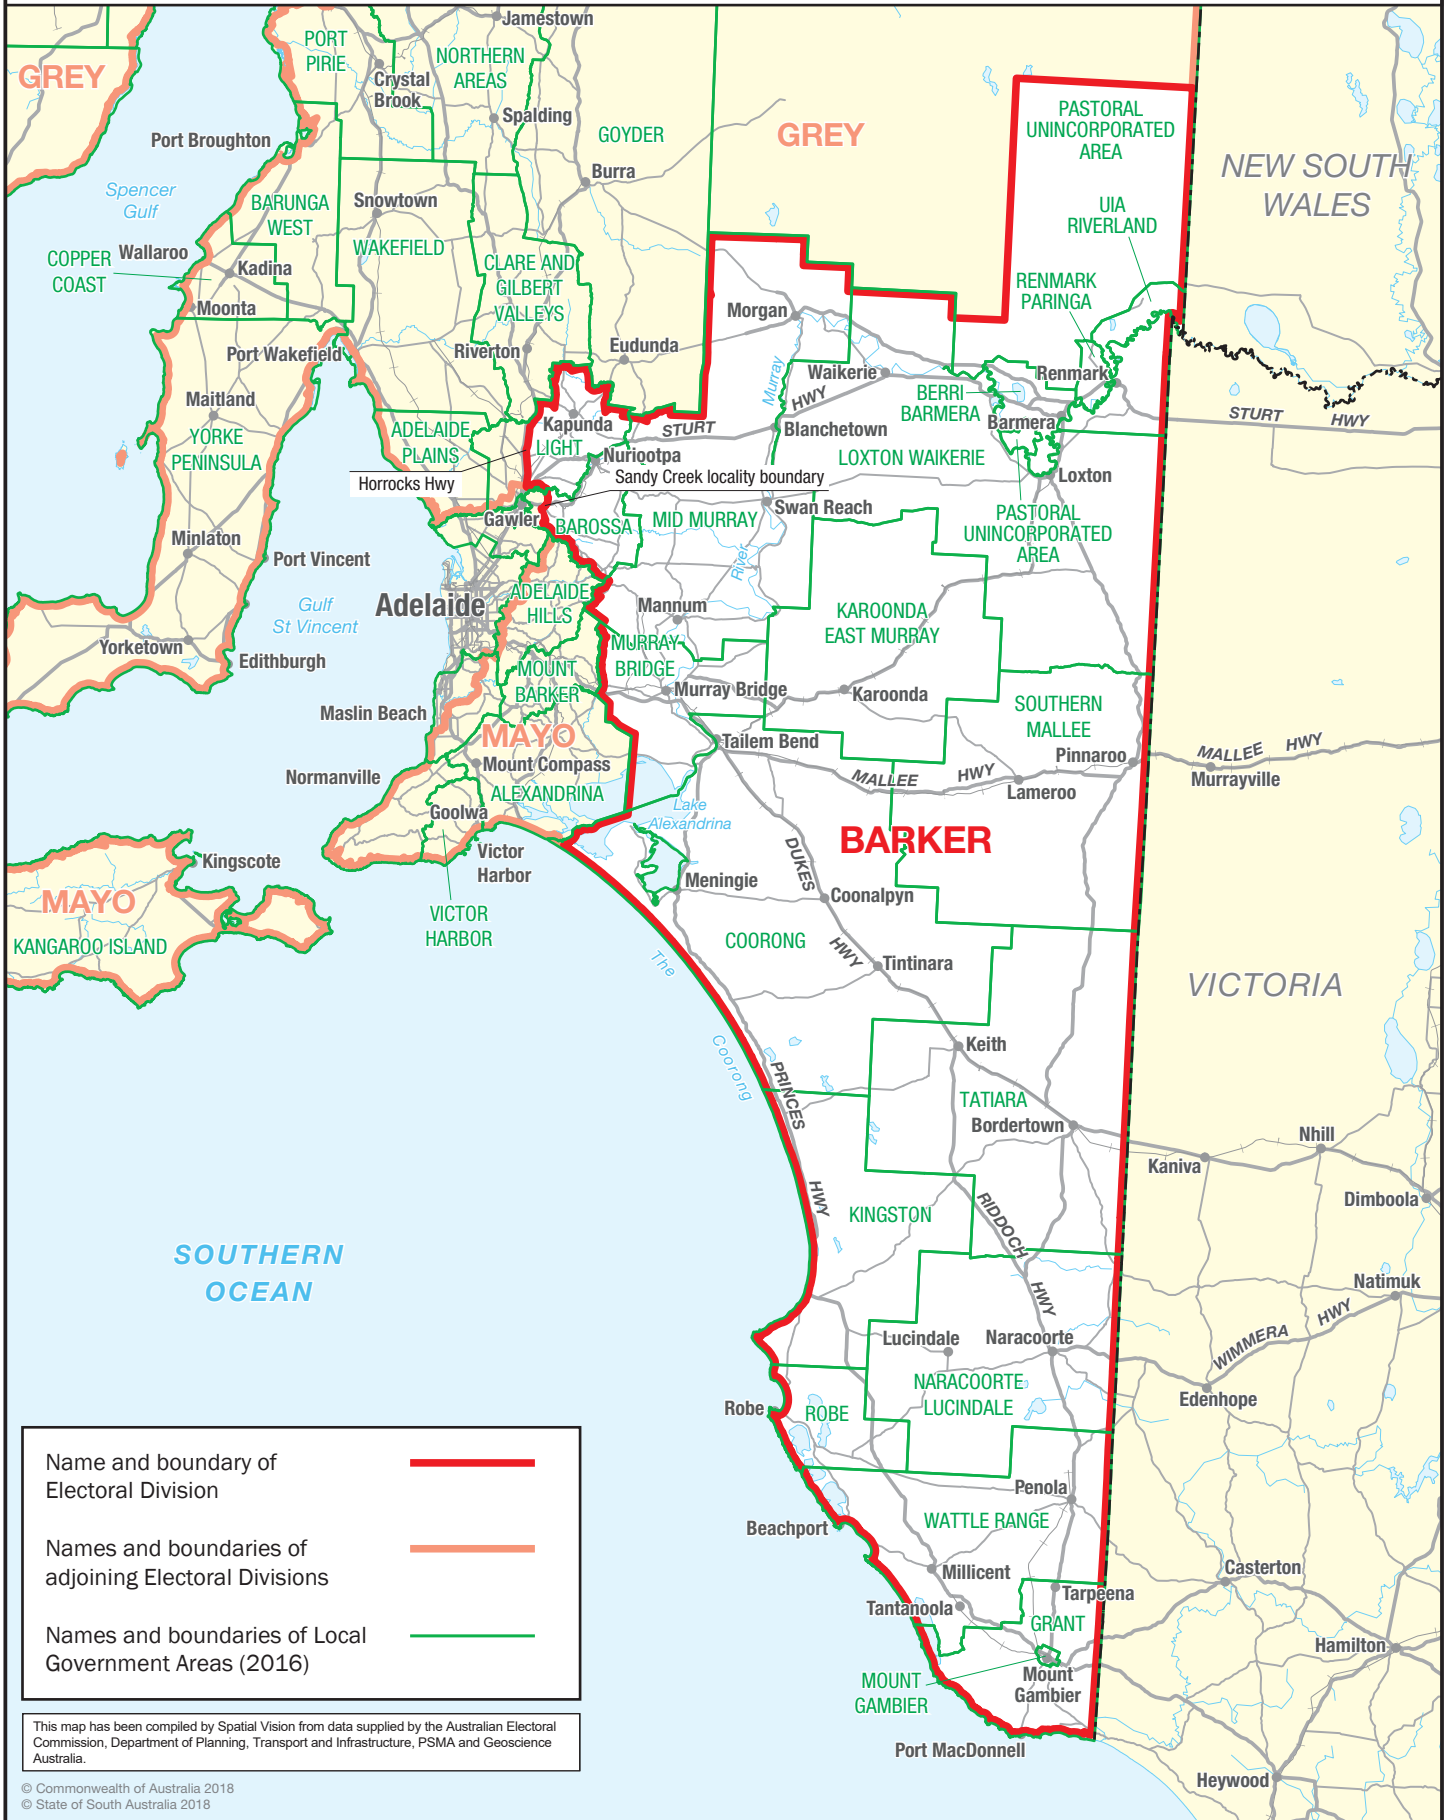 Jamestown
PORT
PIRIE
NORTHERN
AREAS
GREY
Crystal
Brook
Spalding
PASTORAL
UNINCORPORATED
AREA
Port Broughton
GOYDER
GREY
NEW SOUTH
WALES
Burra
Spencer
Gulf
BARUNGA
WEST
Snowtown
UIA
RIVERLAND
COPPER
COAST
Wallaroo
WAKEFIELD
Kadina
CLARE AND
GILBERT
VALLEYS
RENMARK
PARINGA
Moonta
Morgan
Port Wakefield
Riverton
Eudunda
Murray
Waikerie
Renmark
Maitland
HWY
BERRI
BARMERA
STURT
HWY
YORKE
PENINSULA
ADELAIDE
PLAINS
Kapunda
STURT
Blanchetown
Barmera
LIGHT
Nuriootpa
LOXTON WAIKERIE
Horrocks Hwy
Sandy Creek locality boundary
Loxton
Gawler
BAROSSA
MID MURRAY
Swan Reach
PASTORAL
UNINCORPORATED
AREA
Minlaton
Port Vincent
River
Gulf
St Vincent
Adelaide
ADELAIDE
HILLS
Mannum
KAROONDA
EAST MURRAY
Yorketown
Edithburgh
MURRAY
BRIDGE
MOUNT
BARKER
Murray Bridge
Karoonda
SOUTHERN
MALLEE
Maslin Beach
MAYO
Tailem Bend
Pinnaroo
MALLEE
HWY
Normanville
Mount Compass
MALLEE
HWY
Murrayville
ALEXANDRINA
Lameroo
Goolwa
Lake
Alexandrina
BARKER
DUKES
Kingscote
Victor
Harbor
Meningie
Coonalpyn
MAYO
VICTOR
HARBOR
KANGAROO ISLAND
COORONG
HWY
The
Tintinara
VICTORIA
Coorong
Keith
PRINCES
TATIARA
Bordertown
Nhill
Kaniva
Dimboola
HWY
KINGSTON
RIDDOCH
SOUTHERN
OCEAN
HWY
Natimuk
HWY
WIMMERA
Lucindale
Naracoorte
NARACOORTE
LUCINDALE
Edenhope
Robe
ROBE
Name and boundary of
Electoral Division
Penola
WATTLE RANGE
Beachport
Names and boundaries of
adjoining Electoral Divisions
Millicent
Casterton
Tarpeena
Tantanoola
GRANT
Names and boundaries of Local
Government Areas (2016)
Hamilton
MOUNT
GAMBIER
Mount
Gambier
This map has been compiled by Spatial Vision from data supplied by the Australian Electoral
Commission, Department of Planning, Transport and Infrastructure, PSMA and Geoscience
Australia.
Port MacDonnell
Heywood
© Commonwealth of Australia 2018
© State of South Australia 2018